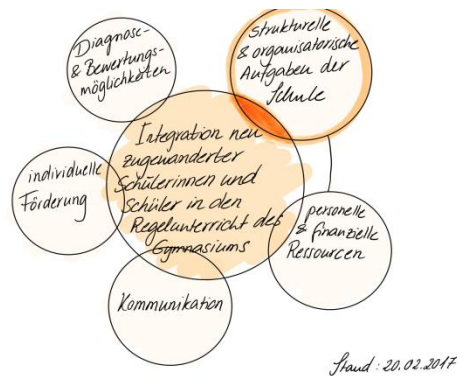 Diagnose-
& Bewertungs-
möglichkeiten
Strukturelle
& organisatorische
Aufgaben der
Schule
Integration neu
zugewanderter
Schülerinnen und
Schüler in den
Regelunterricht des
Gymnasiums
individuelle
Förderung
personelle
& finanzielle
Ressourcen
Kommunikation
Stand: 20.02.2017